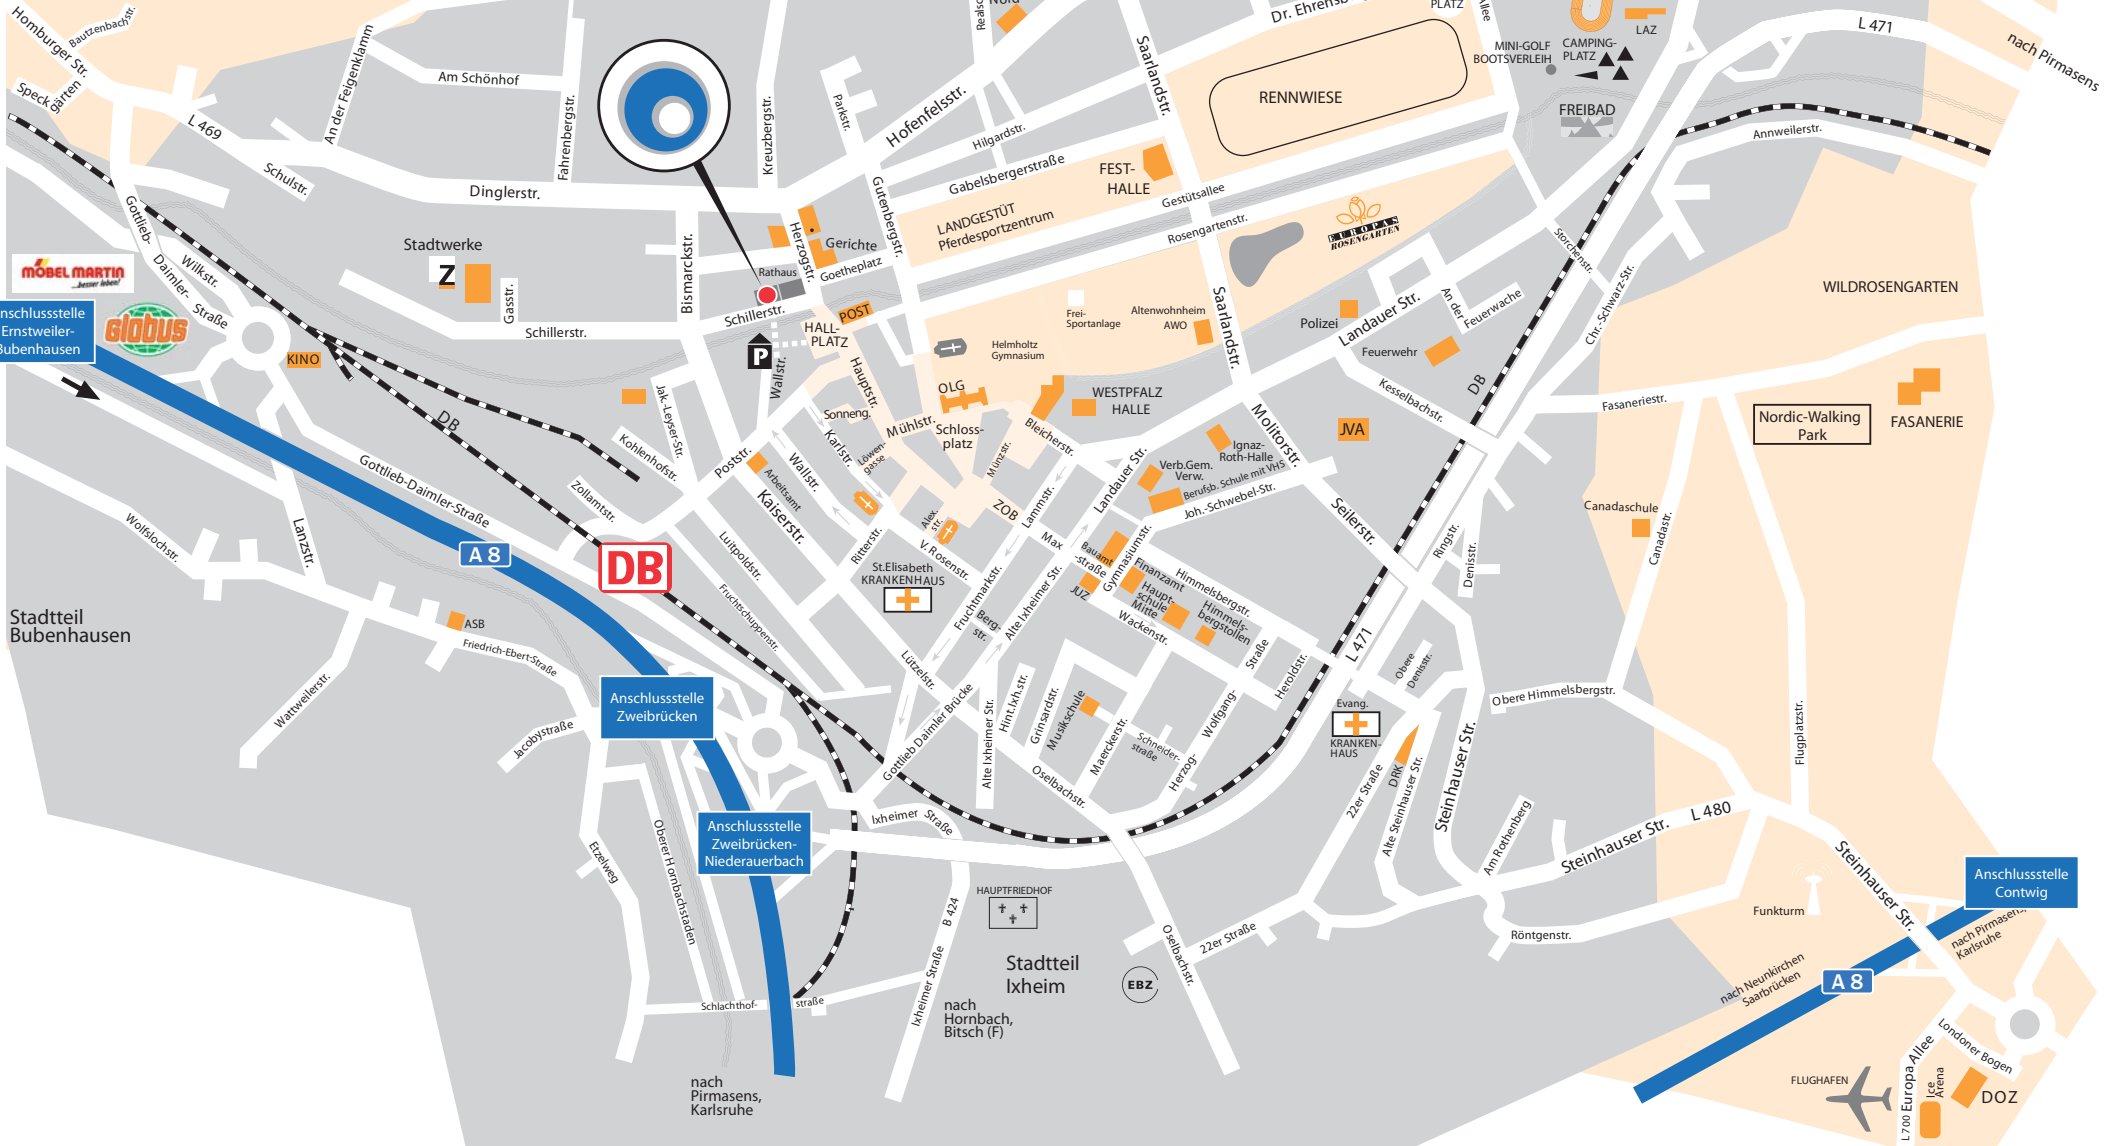 Homburger Str.
Bautzenbachstr.
Speck-
gärten
L 469
An der Feigenklamm
Am Schönhof
Fahrenbergstr.
Schulstr.
Dinglerstr.
Kreuzbergstr.
Parkstr.
Hofenfelsstr.
Nord
Hilgardstr.
Gabelsbergerstraße
Saarlandstr.
PLATZ
Allee
RENNWIESE
MINI-GOLF
BOOTSVERLEIH
CAMPING-
PLATZ
LAZ
FREIBAD
L 471
nach Pirmasens
Annweilerstr.
FEST-
HALLE
Gestütsallee
Rosengartenstr.
LANDGESTÜT
Pferdesportzentrum
EUROPAS
ROSENGARTEN
Gutenbergstr.
Herzogstr.
Gerichte
Goetheplatz
Rathaus
Bismarckstr.
Schillerstr.
HALL-
PLATZ
POST
P
Stadtwerke
Z
Gasstr.
Schillerstr.
Gottlieb-
Daimler-
Straße
Wilkstr.
MÖBEL MARTIN
...besser leben!
Globus
Anschlussstelle
Ernstweiler-
Bubenhausen
KINO
DB
Jak.-Leyser-Str.
Kohlenhofstr.
Zollamtstr.
Poststr.
Arbeitsamt
Kaiserstr.
Wallstr.
Wallstr.
Hauptstr.
Sonneng.
Karlstr.
Löwen-
gasse
Mühlstr.
OLG
Schloss-
platz
Münzstr.
Helmholtz
Gymnasium
Frei-
Sportanlage
Altenwohnheim
AWO
WESTPFALZ
HALLE
Bleicherstr.
Saarlandstr.
Polizei
Landauer Str.
An der
Feuerwache
Feuerwehr
Kesselbachstr.
Storchenstr.
Chr.-Schwarz-Str.
DB
WILDROSENGARTEN
Fasaneriestr.
Nordic-Walking
Park
FASANERIE
Molitorstr.
JVA
Ignaz-
Roth-Halle
Verb.Gem.
Verw.
Berufsb. Schule mit VHS
Joh.-Schwebel-Str.
Landauer Str.
Lammstr.
ZOB
Alex.
str.
V. Rosenstr.
Ritterstr.
St.Elisabeth
KRANKENHAUS
Luitpoldstr.
Fruchtschuppenstr.
Fruchtmarkstr.
Berg-
str.
Alte Ixheimer Str.
Max
-straße
Bauamt
JUZ
Gymnasiumstr.
Finanzamt
Haupt-
schule
Mitte
Himmelsbergstr.
Himmels-
bergstollen
Wackenstr.
Seilerstr.
Ringstr.
Denisstr.
Canadaschule
Canadastr.
Gottlieb-Daimler-Straße
A 8
DB
Lanzstr.
Wolfslochstr.
Stadtteil
Bubenhausen
ASB
Friedrich-Ebert-Straße
Wattweilerstr.
Jacobystraße
Anschlussstelle
Zweibrücken
Lützelstr.
Gottlieb Daimler Brücke
Alte Ixheimer Str.
Hint.Ixh.str.
Grinsardstr.
Musikschule
Maerckerstr.
Schneider-
straße
Herzog-
Wolfgang-
Straße
Heroldstr.
L 471
Obere
Denisstr.
Evang.
KRANKEN-
HAUS
DRK
22er Straße
Alte Steinhauser Str.
Steinhauser Str.
Obere Himmelsbergstr.
Flugplatzstr.
Oselbachstr.
Ixheimer Straße
Anschlussstelle
Zweibrücken-
Niederauerbach
Etzelweg
Oberer Hornbachstaden
Am Rothenberg
Steinhauser Str.
L 480
Steinhauser Str.
Anschlussstelle
Contwig
Funkturm
Röntgenstr.
HAUPTFRIEDHOF
B 424
Ixheimer Straße
Stadtteil
Ixheim
EBZ
Oselbachstr.
22er Straße
nach Pirmasens,
Karlsruhe
nach Neunkirchen
Saarbrücken
A 8
Schlachthof-
straße
nach
Hornbach,
Bitsch (F)
nach
Pirmasens,
Karlsruhe
FLUGHAFEN
L 700
Europa Allee
Londoner Bogen
Ice
Arena
DOZ